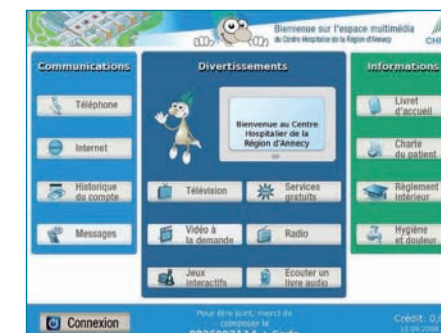 Bienvenue sur l'espace multimédia
du Centre Hospitalier de la Région d'Annecy
Communications
Téléphone
Internet
Historique
du compte
Messages
Divertissements
Bienvenue au Centre
Hospitalier de la
Région d'Annecy
Télévision
Services
gratuits
Vidéo à
la demande
Radio
Jeux
interactifs
Ecouter un
livre audio
Informations
Livret
d'accueil
Charte
du patient
Règlement
intérieur
Hygiène
et douleur
Connexion
Pour être joint, merci de
composer le